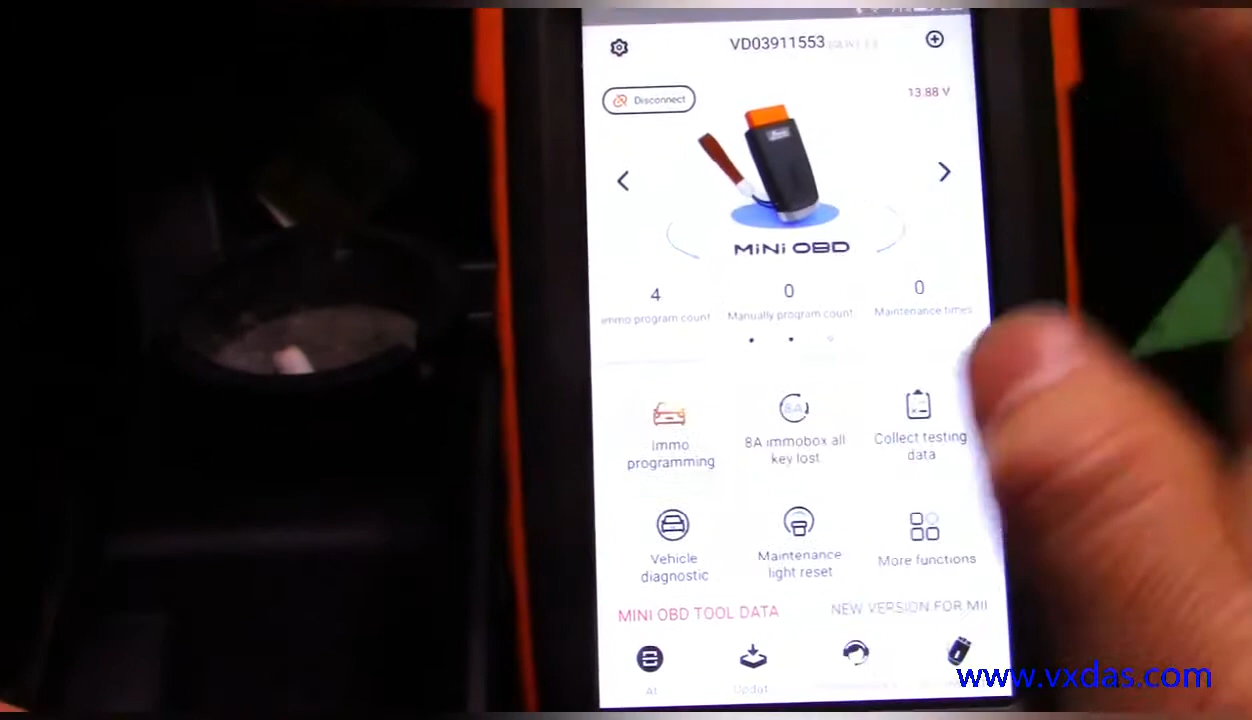 VD03911553
Disconnect
13.88 V
MiNi OBD
4
0
0
immo program count
Manually program count
Maintenance times
Immo
programming
8A
8A immobox all
key lost
Collect testing
data
Vehicle
diagnostic
Maintenance
light reset
More functions
MINI OBD TOOL DATA
NEW VERSION FOR MII
www.vxdas.com